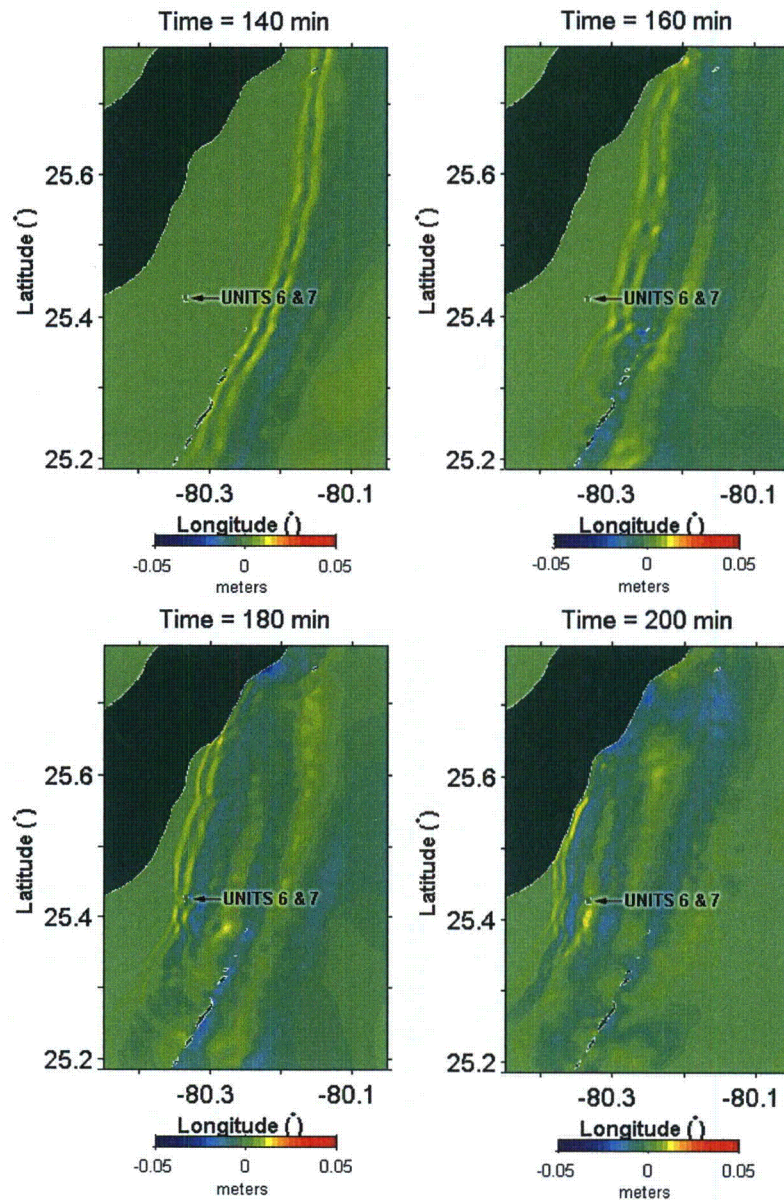 Time = 140 min
Time = 160 min
Latitude (°)
25.6
25.4
25.2
UNITS 6 & 7
-80.3
-80.1
Longitude (°)
-0.05
0
0.05
meters
Latitude (°)
25.6
25.4
25.2
UNITS 6 & 7
-80.3
-80.1
Longitude (°)
-0.05
0
0.05
meters
Time = 180 min
Time = 200 min
Latitude (°)
25.6
25.4
25.2
UNITS 6 & 7
-80.3
-80.1
Longitude (°)
-0.05
0
0.05
meters
Latitude (°)
25.6
25.4
25.2
UNITS 6 & 7
-80.3
-80.1
Longitude (°)
-0.05
0
0.05
meters